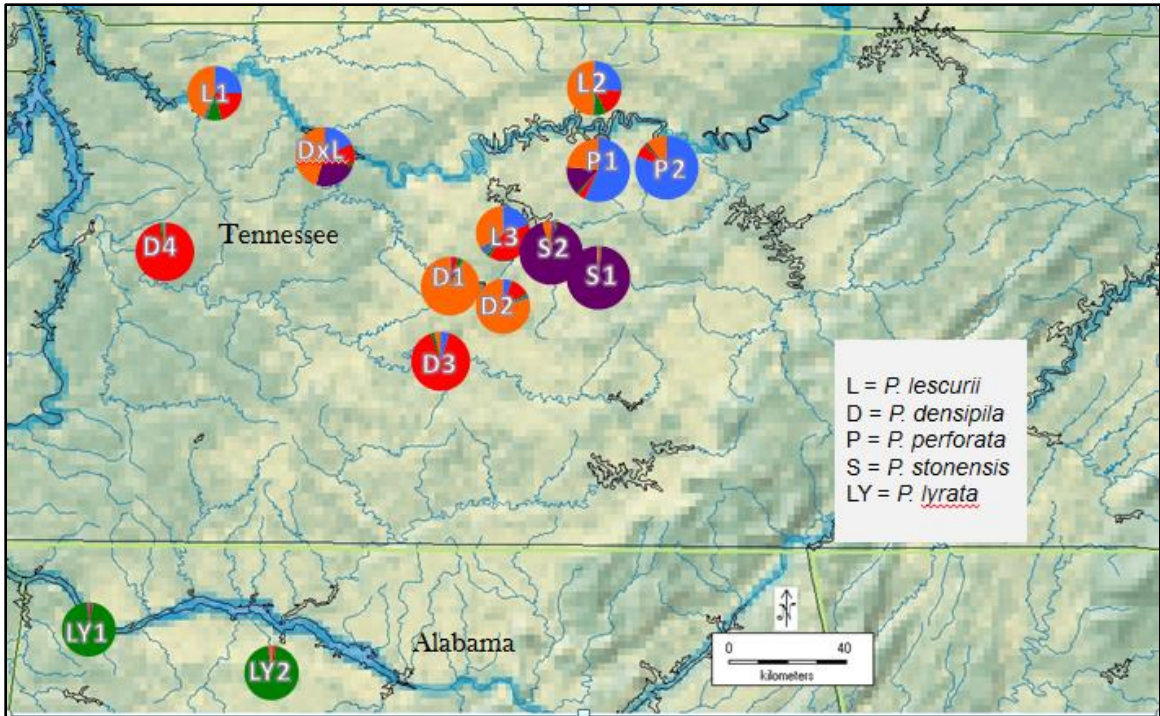 L1
L2
DxL
P1
P2
D4
Tennessee
L3
S2
S1
D1
D2
D3
L = P. lescurii
D = P. densipila
P = P. perforata
S = P. stonensis
LY = P. lyrata
LY1
LY2
Alabama
N
0 40
kilometers